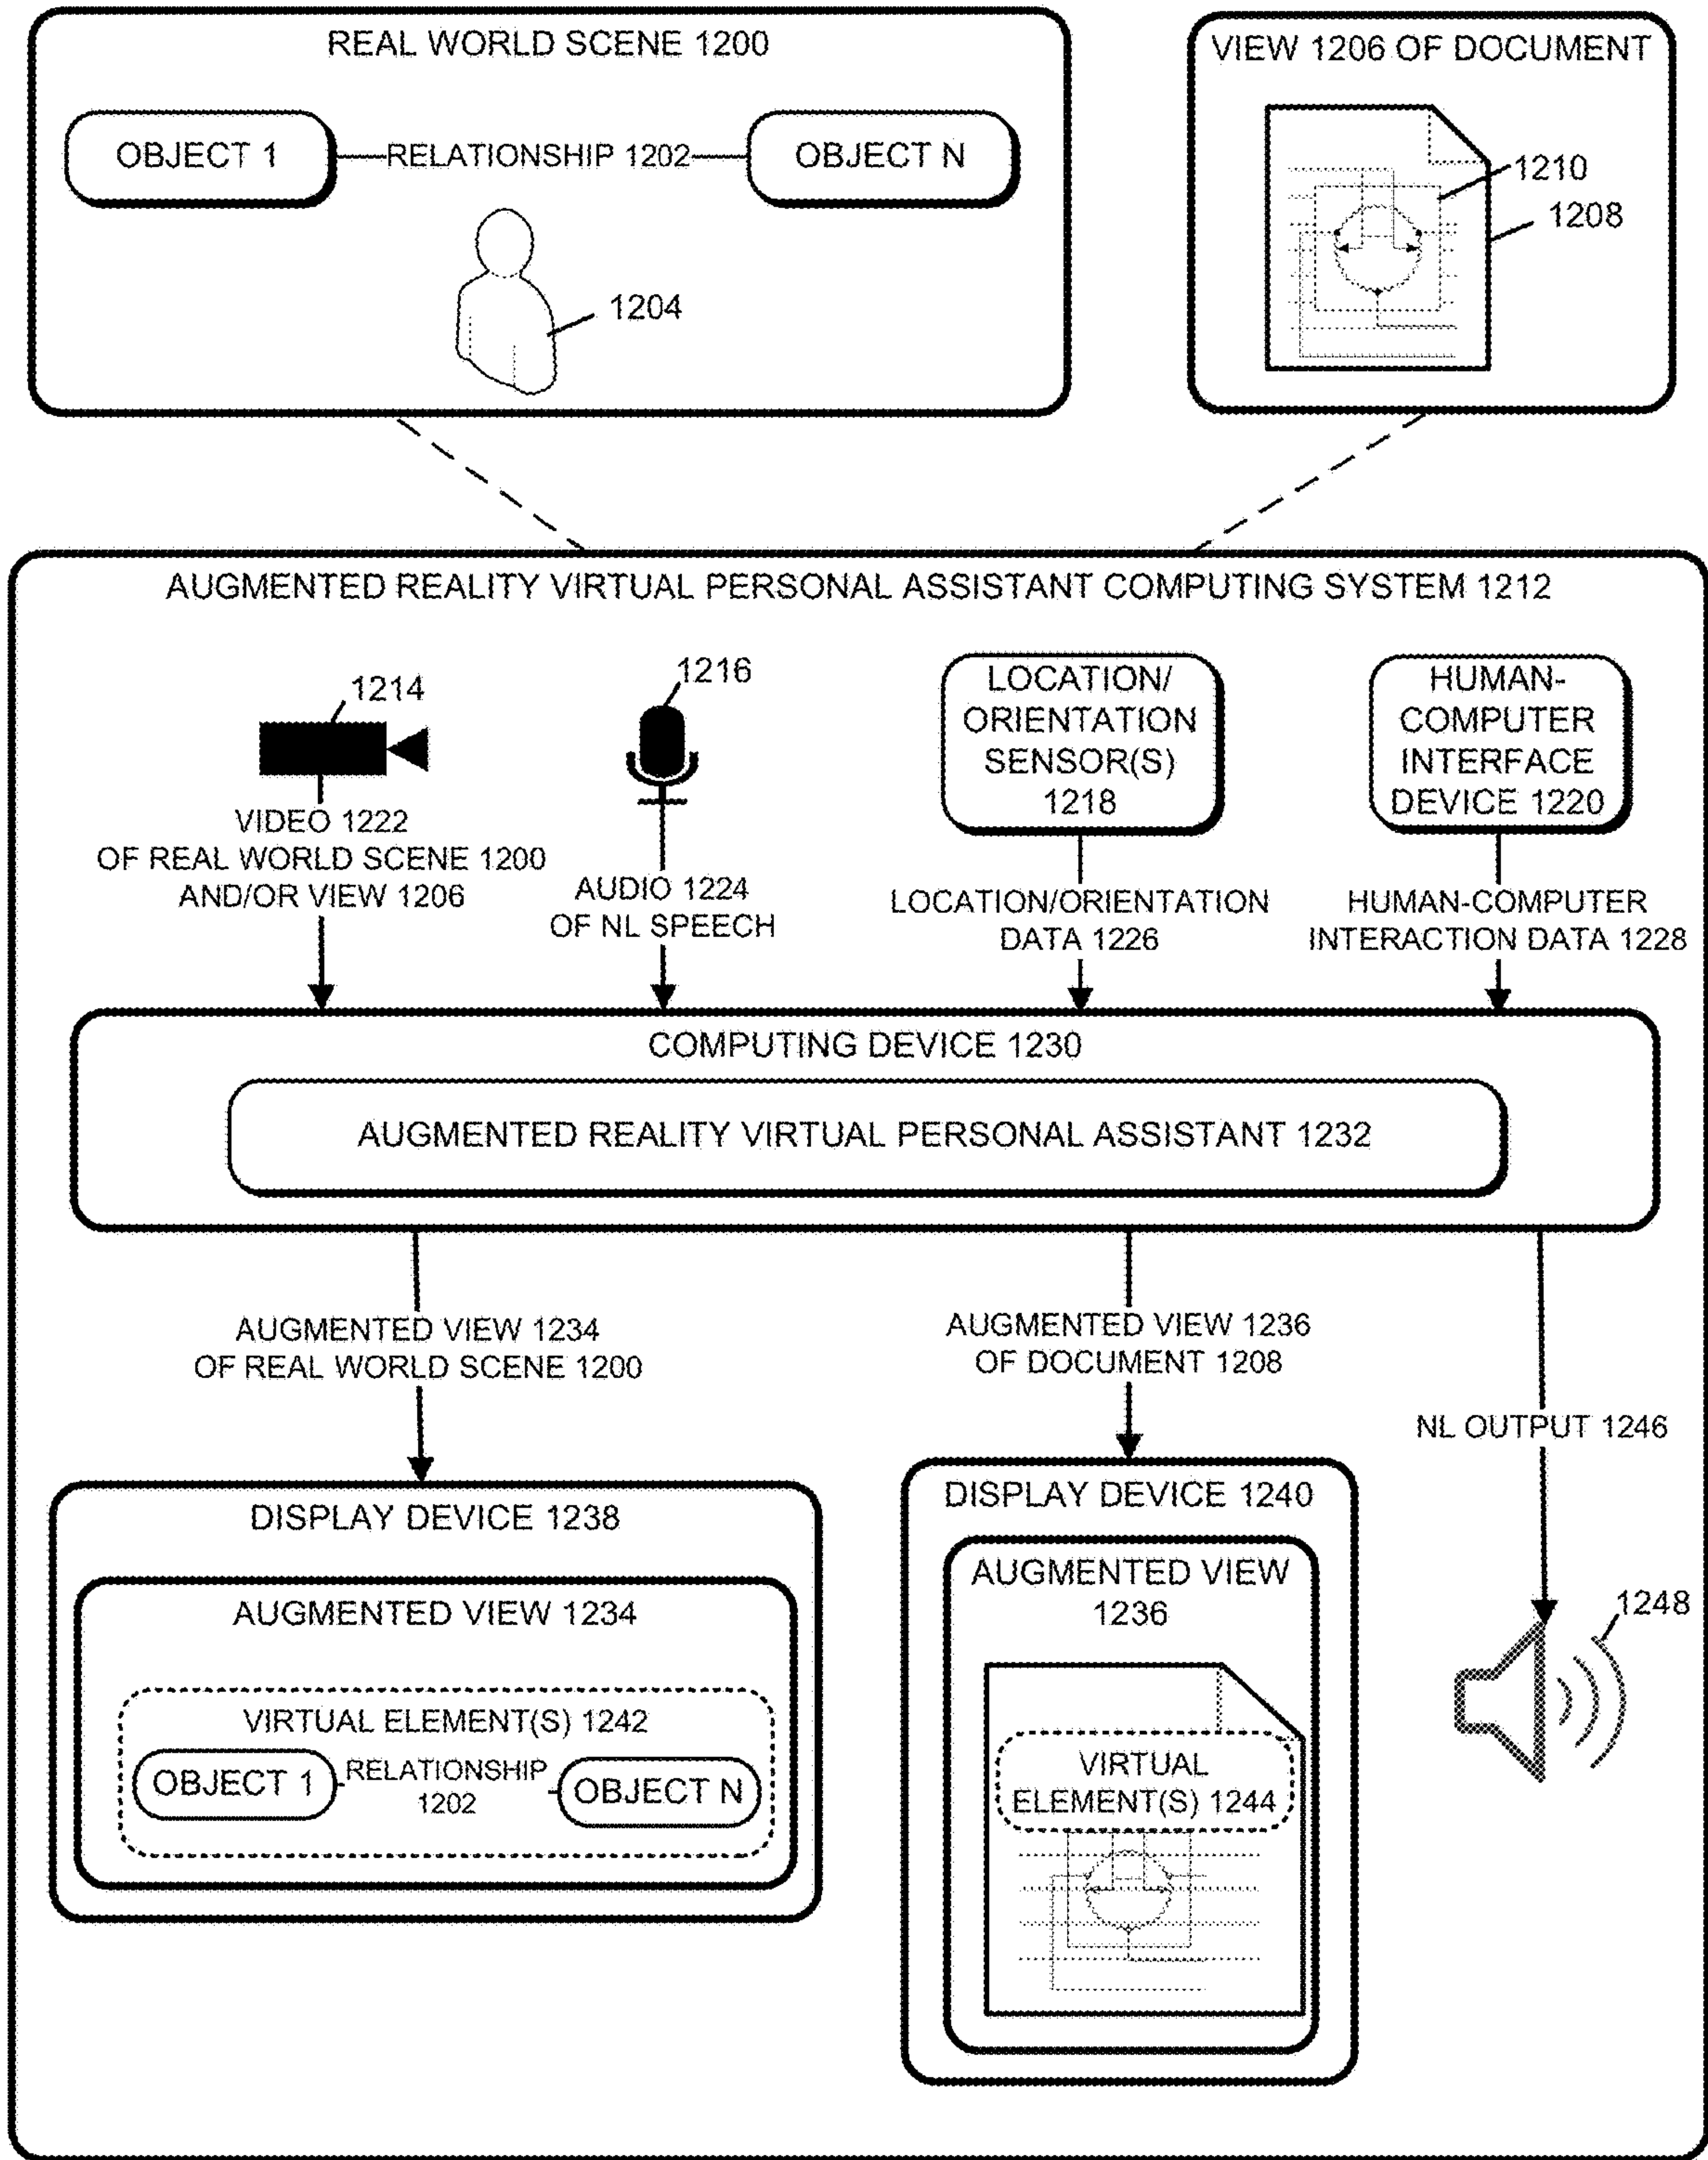 REAL WORLD SCENE 1200
OBJECT 1
RELATIONSHIP 1202
OBJECT N
1204
VIEW 1206 OF DOCUMENT
1210
1208
AUGMENTED REALITY VIRTUAL PERSONAL ASSISTANT COMPUTING SYSTEM 1212
1214
1216
LOCATION/
ORIENTATION
SENSOR(S)
1218
HUMAN-
COMPUTER
INTERFACE
DEVICE 1220
VIDEO 1222
OF REAL WORLD SCENE 1200
AND/OR VIEW 1206
AUDIO 1224
OF NL SPEECH
LOCATION/ORIENTATION
DATA 1226
HUMAN-COMPUTER
INTERACTION DATA 1228
COMPUTING DEVICE 1230
AUGMENTED REALITY VIRTUAL PERSONAL ASSISTANT 1232
AUGMENTED VIEW 1234
OF REAL WORLD SCENE 1200
AUGMENTED VIEW 1236
OF DOCUMENT 1208
NL OUTPUT 1246
DISPLAY DEVICE 1238
AUGMENTED VIEW 1234
VIRTUAL ELEMENT(S) 1242
OBJECT 1
RELATIONSHIP
1202
OBJECT N
DISPLAY DEVICE 1240
AUGMENTED VIEW
1236
VIRTUAL
ELEMENT(S) 1244
1248